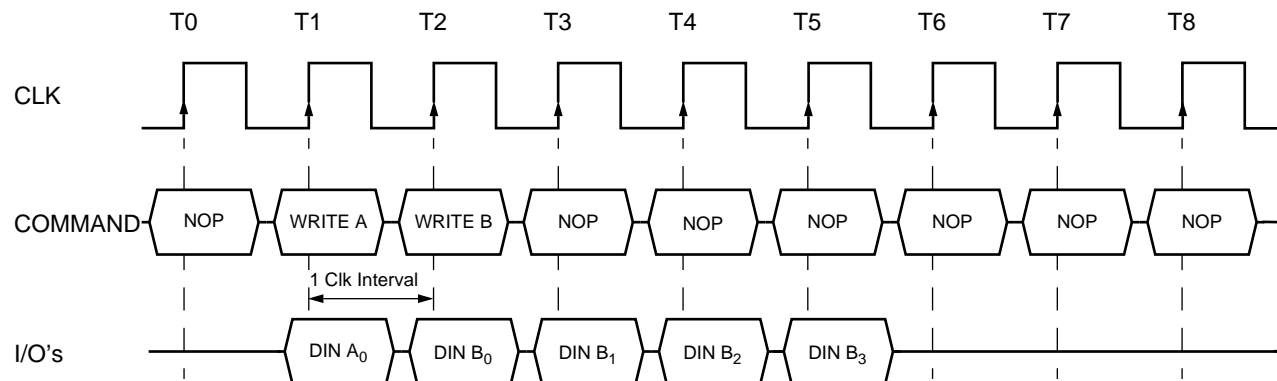 T0 T1 T2 T3 T4 T5 T6 T7 T8
CLK
COMMAND NOP WRITE A WRITE B NOP NOP NOP NOP NOP NOP
1 Clk Interval
I/O's DIN A0 DIN B0 DIN B1 DIN B2 DIN B3